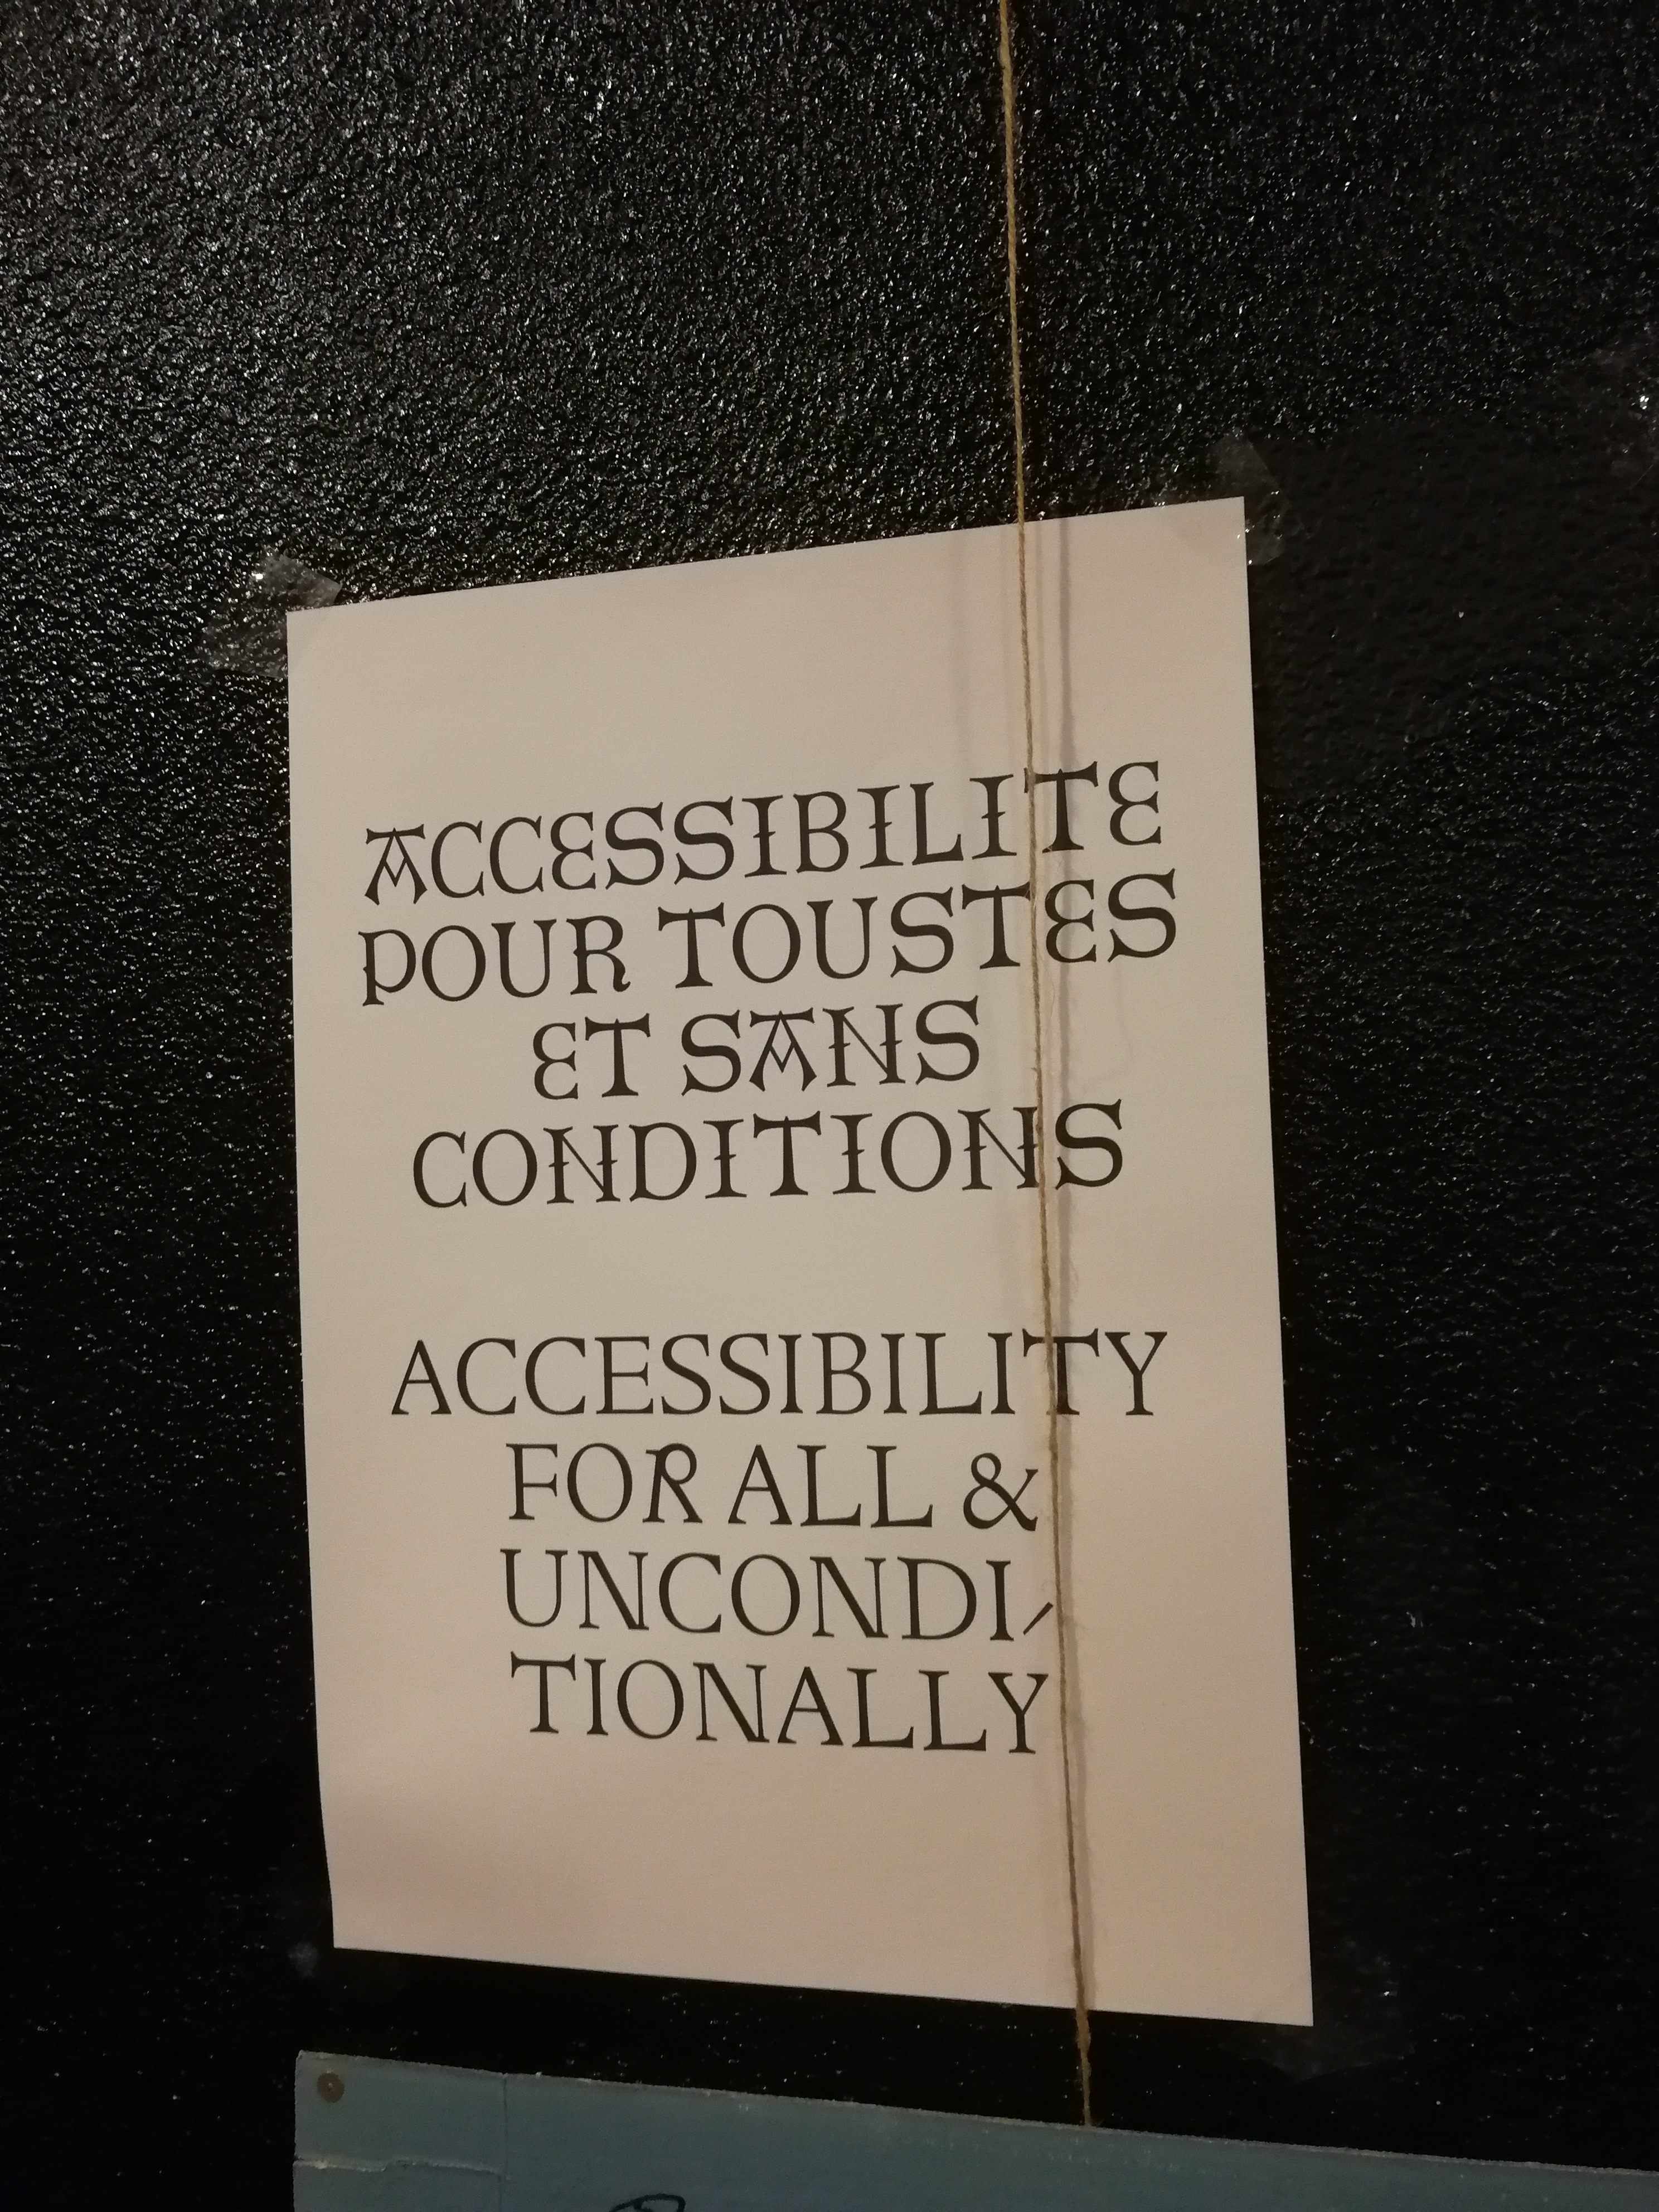 ACCESSIBILITE
POUR TOUSTES
ET SANS
CONDITIONS
ACCESSIBILITY
FOR ALL &
UNCONDI-
TIONALLY